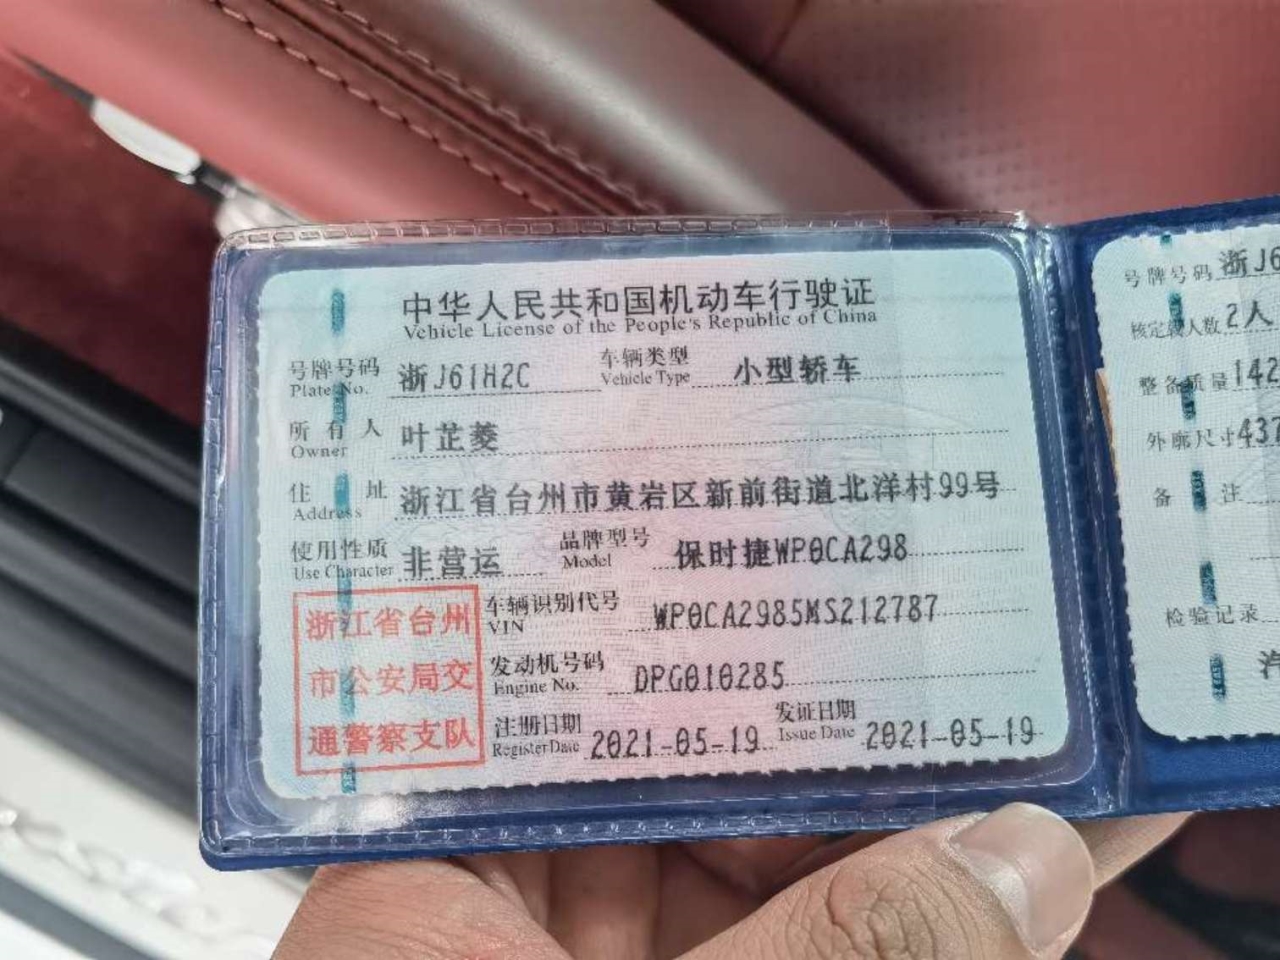 中华人民共和国机动车行驶证
Vehicle License of the People's Republic of China
号牌号码 浙J61H2C 车辆类型 小型轿车
Plate No. Vehicle Type
所有人 叶芷菱
Owner
住址 浙江省台州市黄岩区新前街道北洋村99号
Address
使用性质 非营运 品牌型号 保时捷WP0CA298
Use Character Model
浙江省台州
市公安局交
通警察支队
车辆识别代号 WP0CA2985MS212787
VIN
发动机号码 DPG010285
Engine No.
注册日期 2021-05-19 发证日期 2021-05-19
Register Date Issue Date
号牌号码 浙J6
核定载人数 2人
整备质量 142
外廓尺寸 437
备注
检验记录